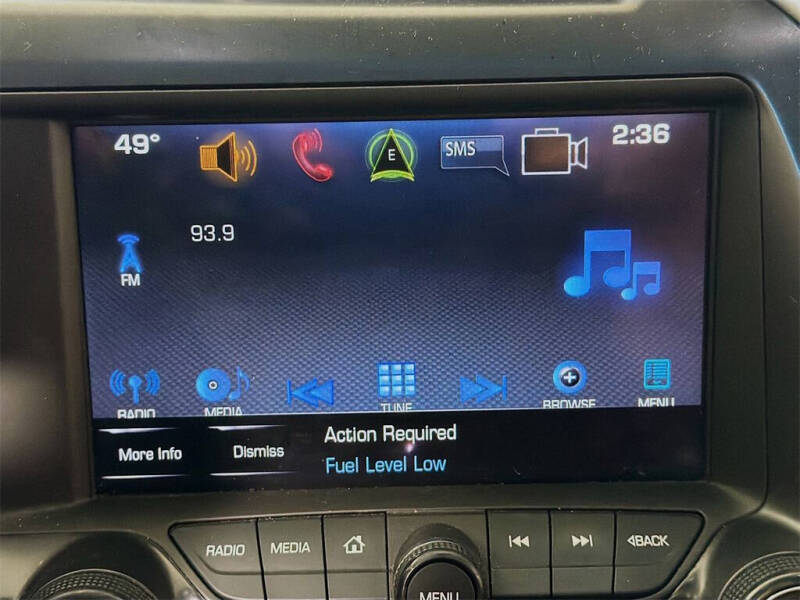 49°
E
SMS
2:36
93.9
FM
RADIO
MEDIA
TUNE
BROWSE
MENU
More Info
Dismiss
Action Required
Fuel Level Low
RADIO
MEDIA
BACK
MENU